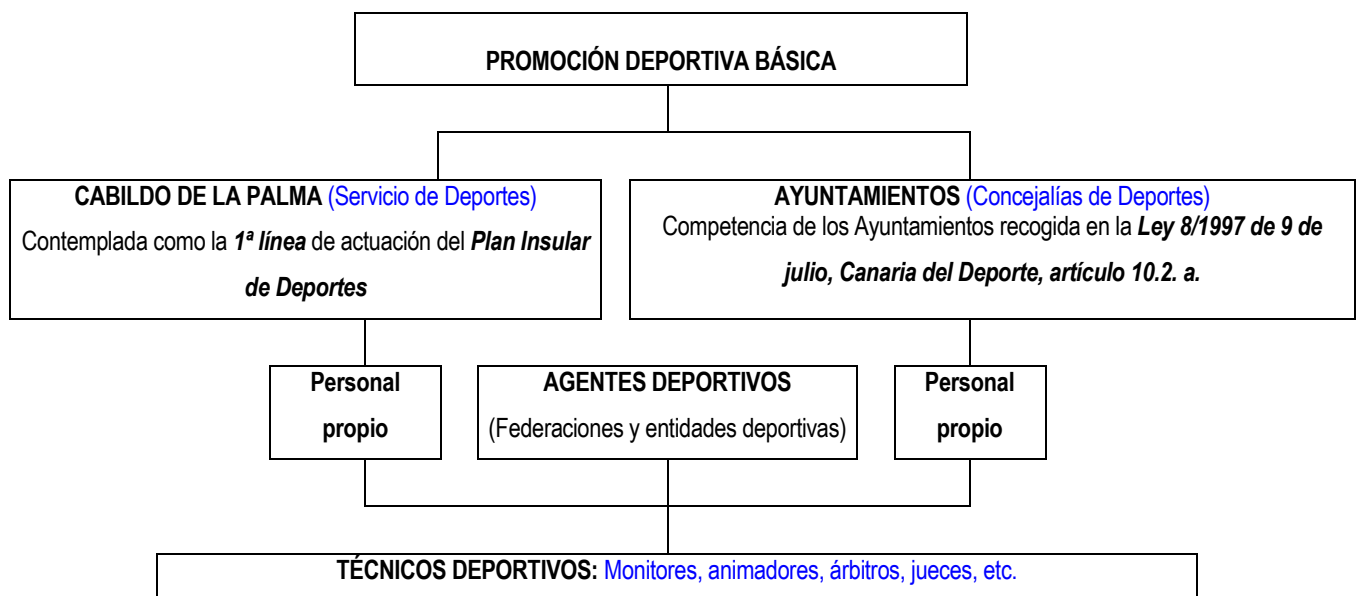 PROMOCIÓN DEPORTIVA BÁSICA
CABILDO DE LA PALMA (Servicio de Deportes)
Contemplada como la 1ª línea de actuación del Plan Insular
de Deportes
AYUNTAMIENTOS (Concejalías de Deportes)
Competencia de los Ayuntamientos recogida en la Ley 8/1997 de 9 de
julio, Canaria del Deporte, artículo 10.2. a.
Personal
propio
AGENTES DEPORTIVOS
(Federaciones y entidades deportivas)
Personal
propio
TÉCNICOS DEPORTIVOS: Monitores, animadores, árbitros, jueces, etc.